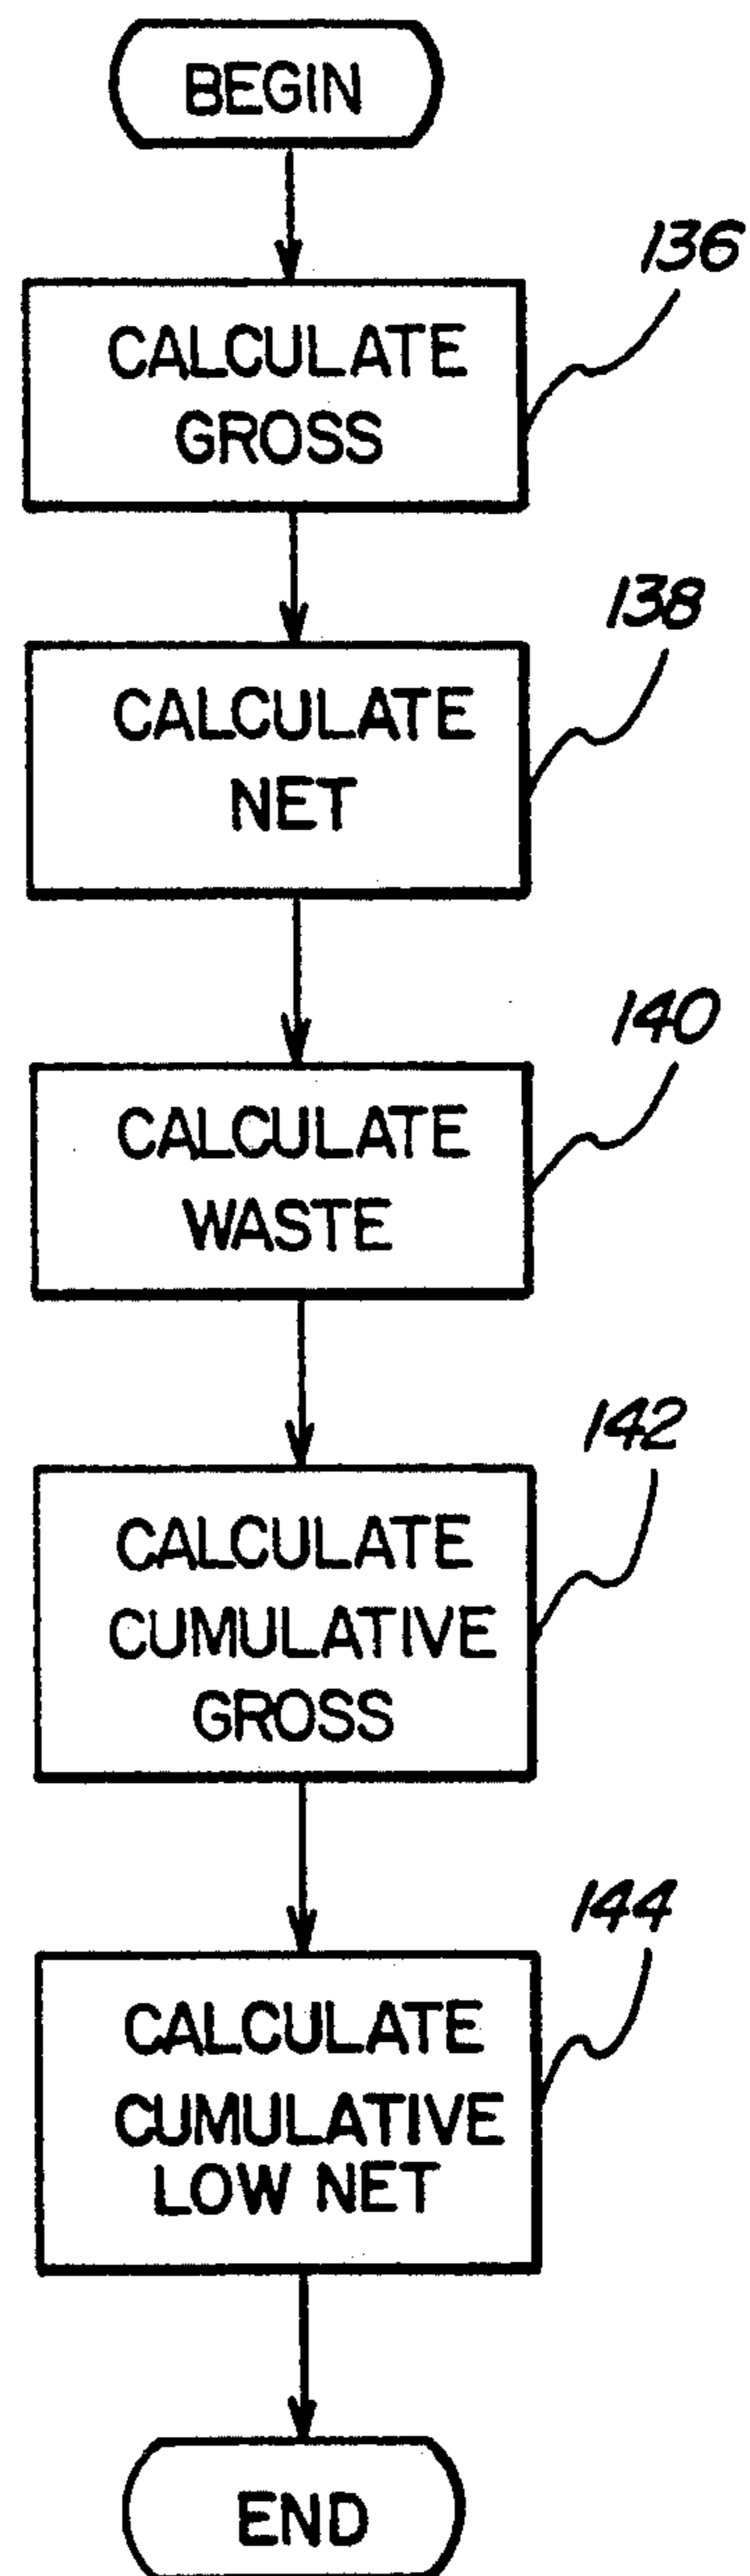 BEGIN
136
CALCULATE
GROSS
138
CALCULATE
NET
140
CALCULATE
WASTE
142
CALCULATE
CUMULATIVE
GROSS
144
CALCULATE
CUMULATIVE
LOW NET
END